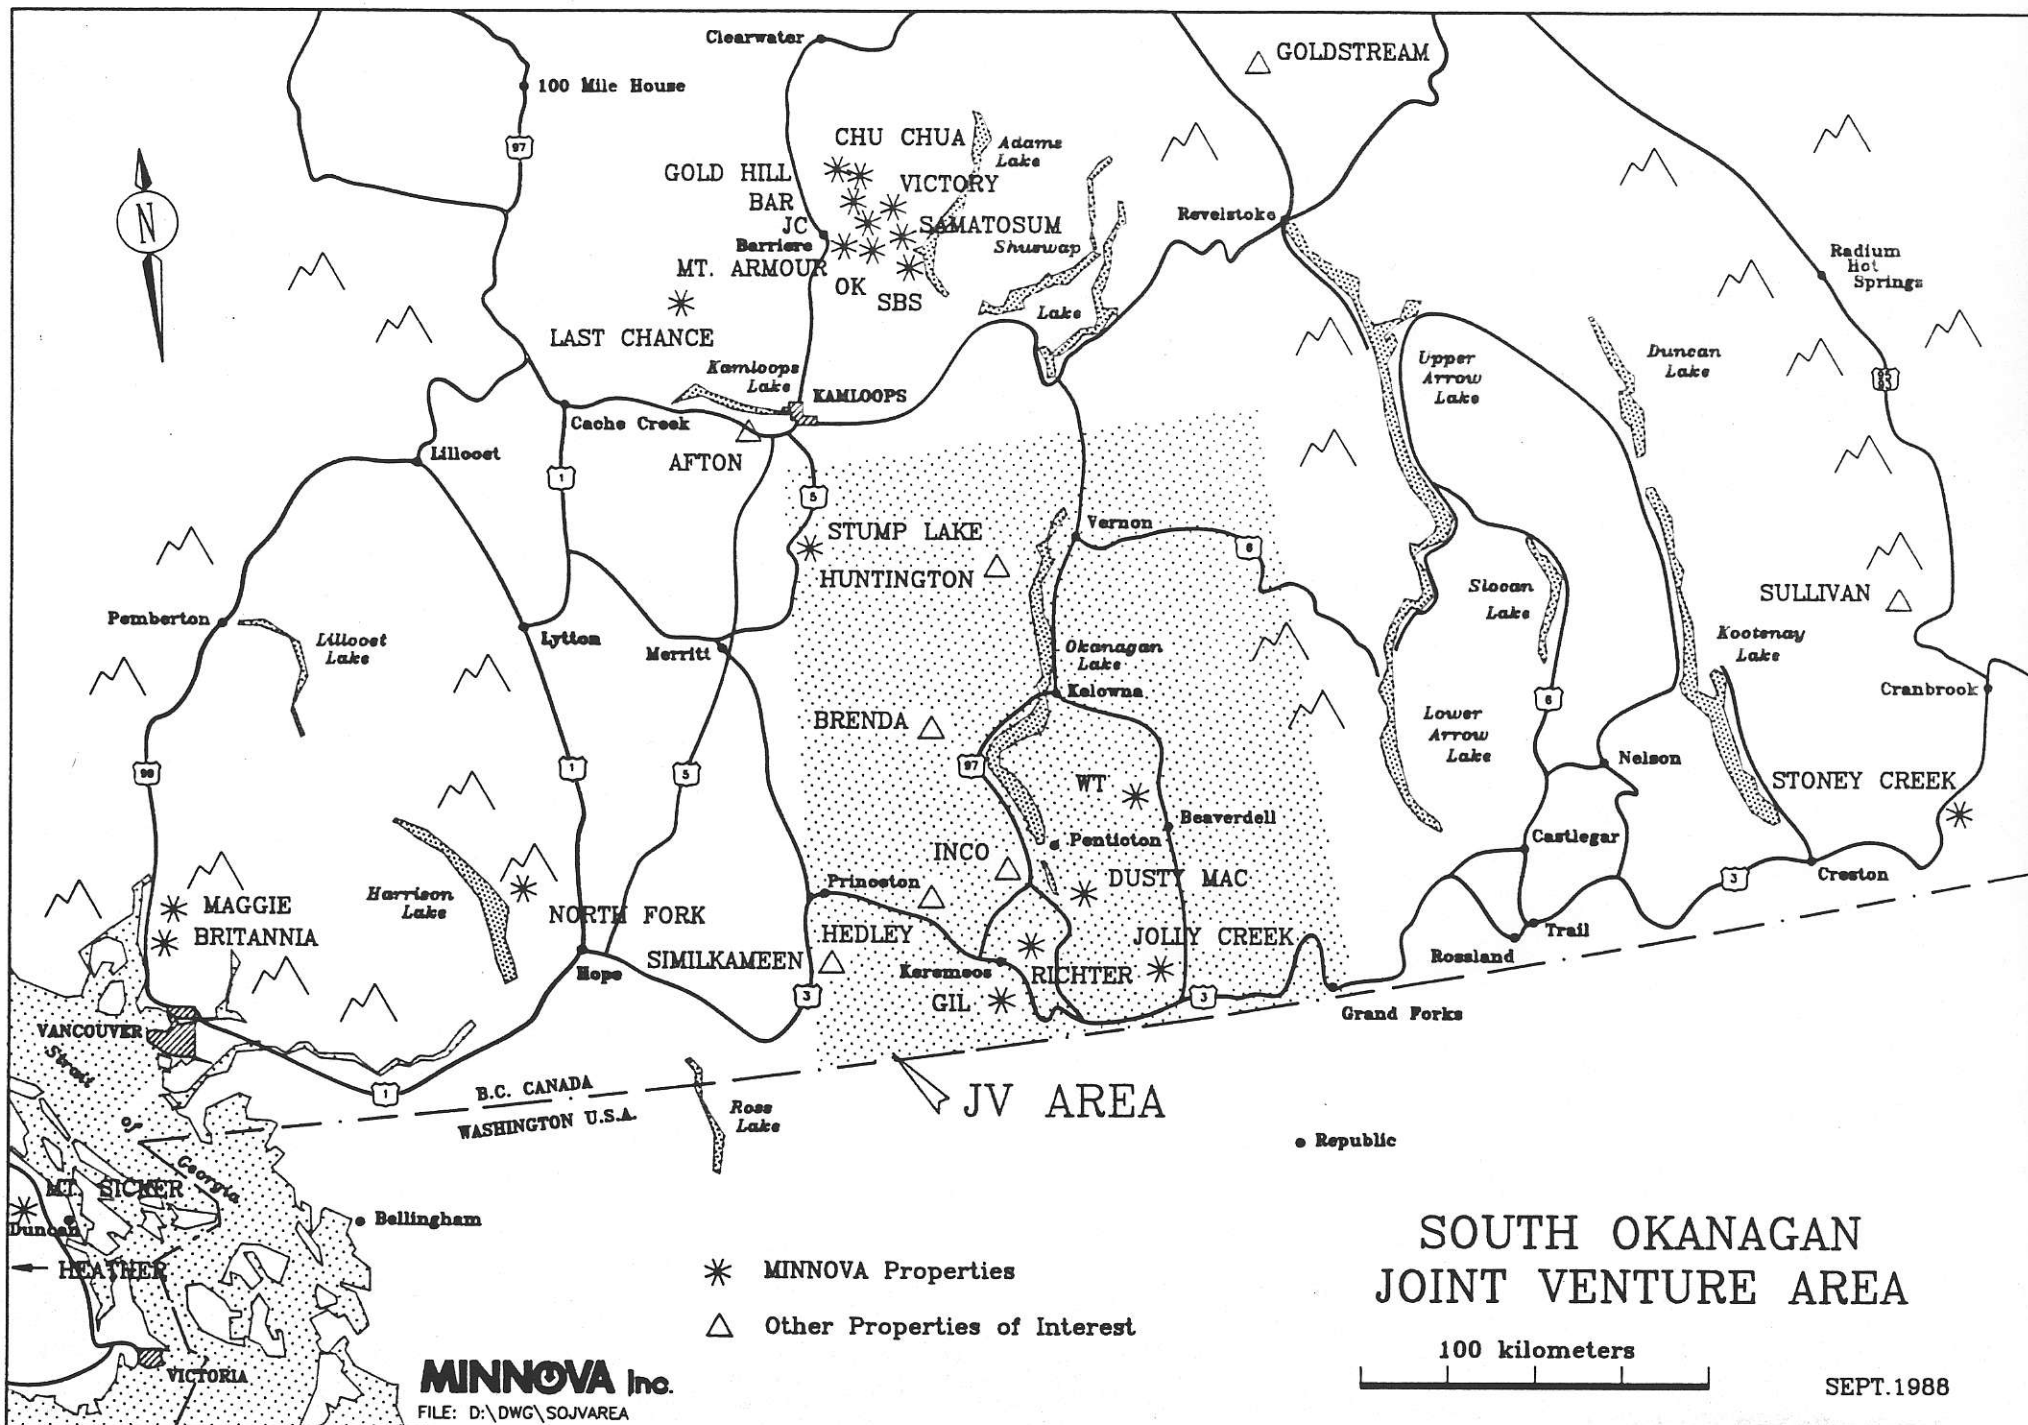 Clearwater
GOLDSTREAM
100 Mile House
97
CHU CHUA
Adams
Lake
GOLD HILL
VICTORY
BAR
JC
SAMATOSUM
Barriere
Shuswap
Lake
MT. ARMOUR
OK
SBS
Revelstoke
Radium
Hot
Springs
N
LAST CHANCE
Kamloops
Lake
KAMLOOPS
Upper
Arrow
Lake
Duncan
Lake
Cache Creek
AFTON
Lillooet
1
5
STUMP LAKE
HUNTINGTON
Vernon
6
Slocan
Lake
SULLIVAN
Pemberton
Lillooet
Lake
Lytton
Merritt
Okanagan
Lake
Kelowna
Kootenay
Lake
Cranbrook
6
BRENDA
Lower
Arrow
Lake
99
1
5
97
WT
Nelson
STONEY CREEK
Beaverdell
Penticton
Castlegar
INCO
Princeton
DUSTY MAC
3
Creston
Harrison
Lake
MAGGIE
BRITANNIA
NORTH FORK
HEDLEY
JOLLY CREEK
Trail
Rossland
Hope
SIMILKAMEEN
Keremeos
RICHTER
GIL
3
3
Grand Forks
VANCOUVER
Strait
of
Georgia
1
B.C. CANADA
WASHINGTON U.S.A.
Ross
Lake
JV AREA
Republic
MT. SICKER
Duncan
Bellingham
HEATHER
VICTORIA
MINNOVA Properties
Other Properties of Interest
SOUTH OKANAGAN
JOINT VENTURE AREA
100 kilometers
SEPT.1988
MINNOVA Inc.
FILE: D:\DWG\SOJVAREA